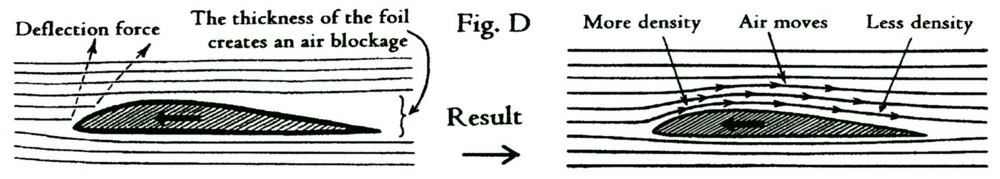 Deflection force
The thickness of the foil
creates an air blockage
Fig. D
Result
More density
Air moves
Less density